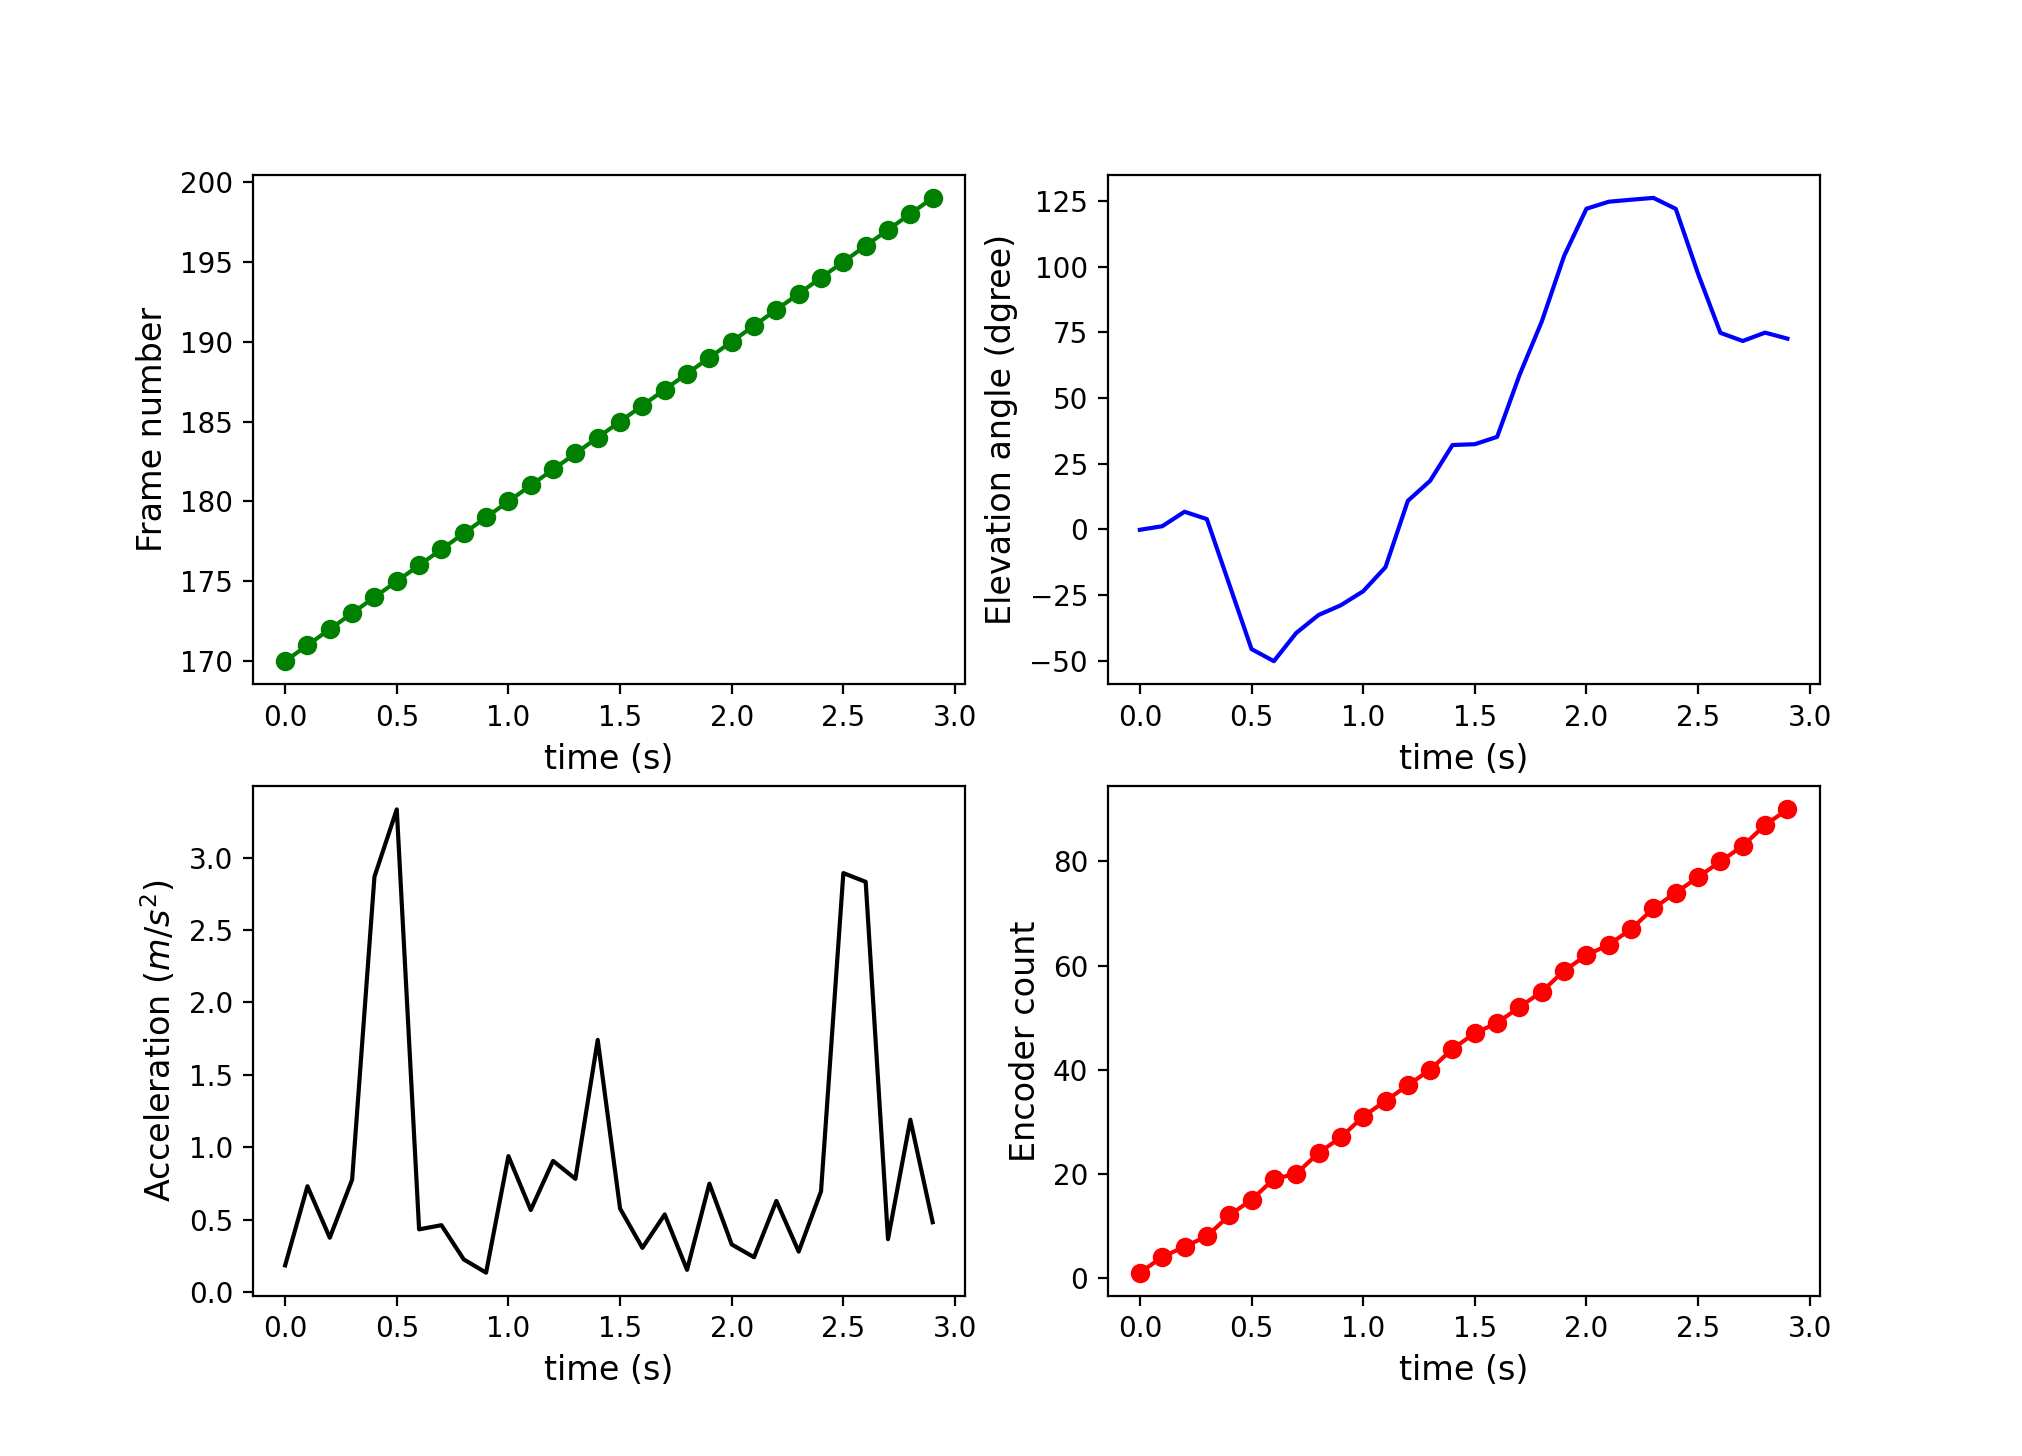 200
195
190
185
180
175
170
Frame number
0.0 0.5 1.0 1.5 2.0 2.5 3.0
time (s)
125
100
75
50
25
0
−25
−50
Elevation angle (dgree)
0.0 0.5 1.0 1.5 2.0 2.5 3.0
time (s)
3.0
2.5
2.0
1.5
1.0
0.5
0.0
Acceleration (m/s²)
0.0 0.5 1.0 1.5 2.0 2.5 3.0
time (s)
80
60
40
20
0
Encoder count
0.0 0.5 1.0 1.5 2.0 2.5 3.0
time (s)